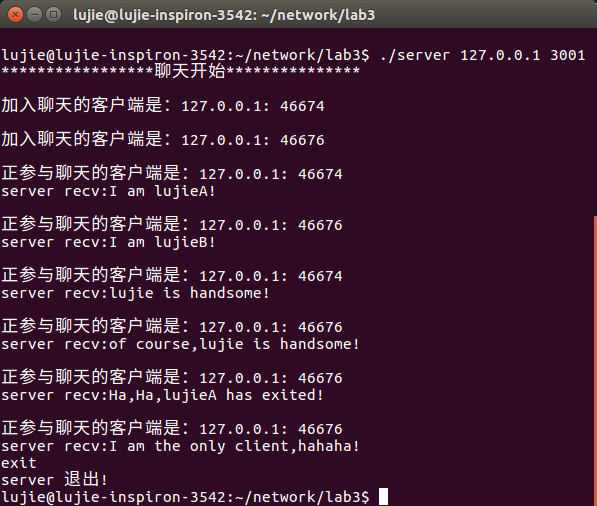 lujie@lujie-inspiron-3542: ~/network/lab3
lujie@lujie-inspiron-3542:~/network/lab3$ ./server 127.0.0.1 3001
*****************聊天开始***************
加入聊天的客户端是：127.0.0.1: 46674
加入聊天的客户端是：127.0.0.1: 46676
正参与聊天的客户端是：127.0.0.1: 46674
server recv:I am lujieA!
正参与聊天的客户端是：127.0.0.1: 46676
server recv:I am lujieB!
正参与聊天的客户端是：127.0.0.1: 46674
server recv:lujie is handsome!
正参与聊天的客户端是：127.0.0.1: 46676
server recv:of course,lujie is handsome!
正参与聊天的客户端是：127.0.0.1: 46676
server recv:Ha,Ha,lujieA has exited!
正参与聊天的客户端是：127.0.0.1: 46676
server recv:I am the only client,hahaha!
exit
server 退出!
lujie@lujie-inspiron-3542:~/network/lab3$